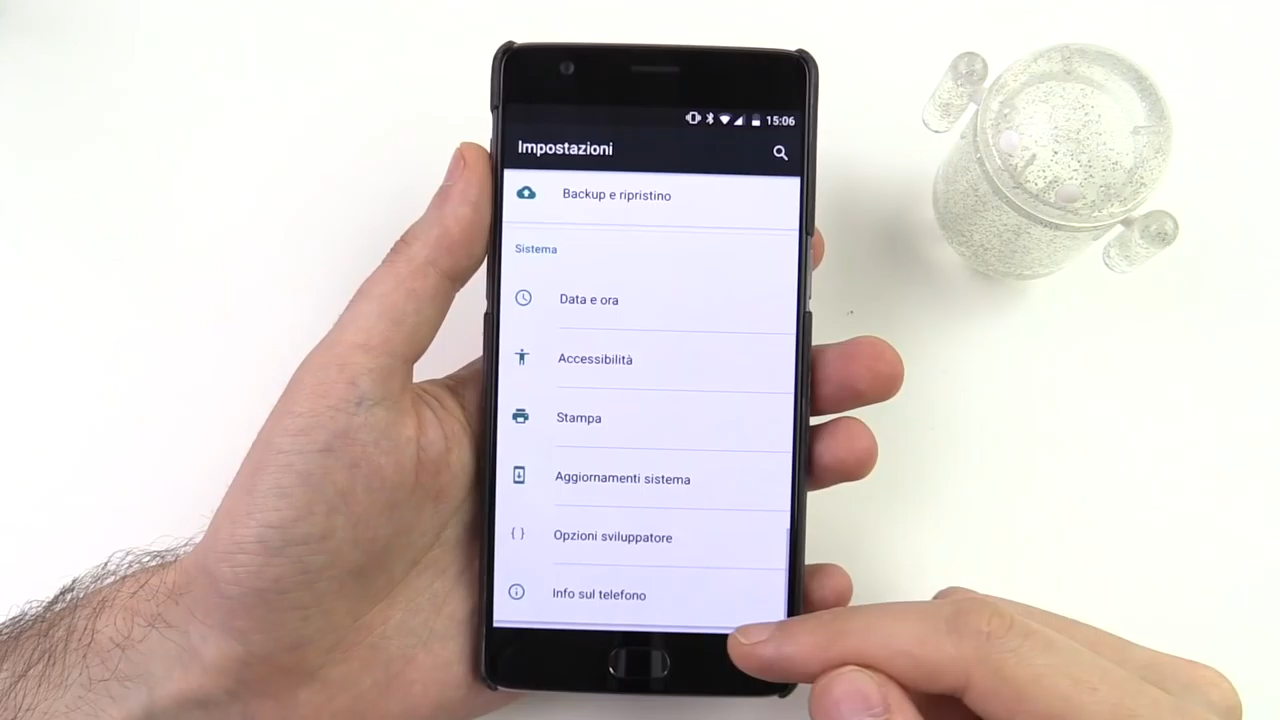 15:06
Impostazioni
Backup e ripristino
Sistema
Data e ora
Accessibilità
Stampa
Aggiornamenti sistema
{ } Opzioni sviluppatore
Info sul telefono